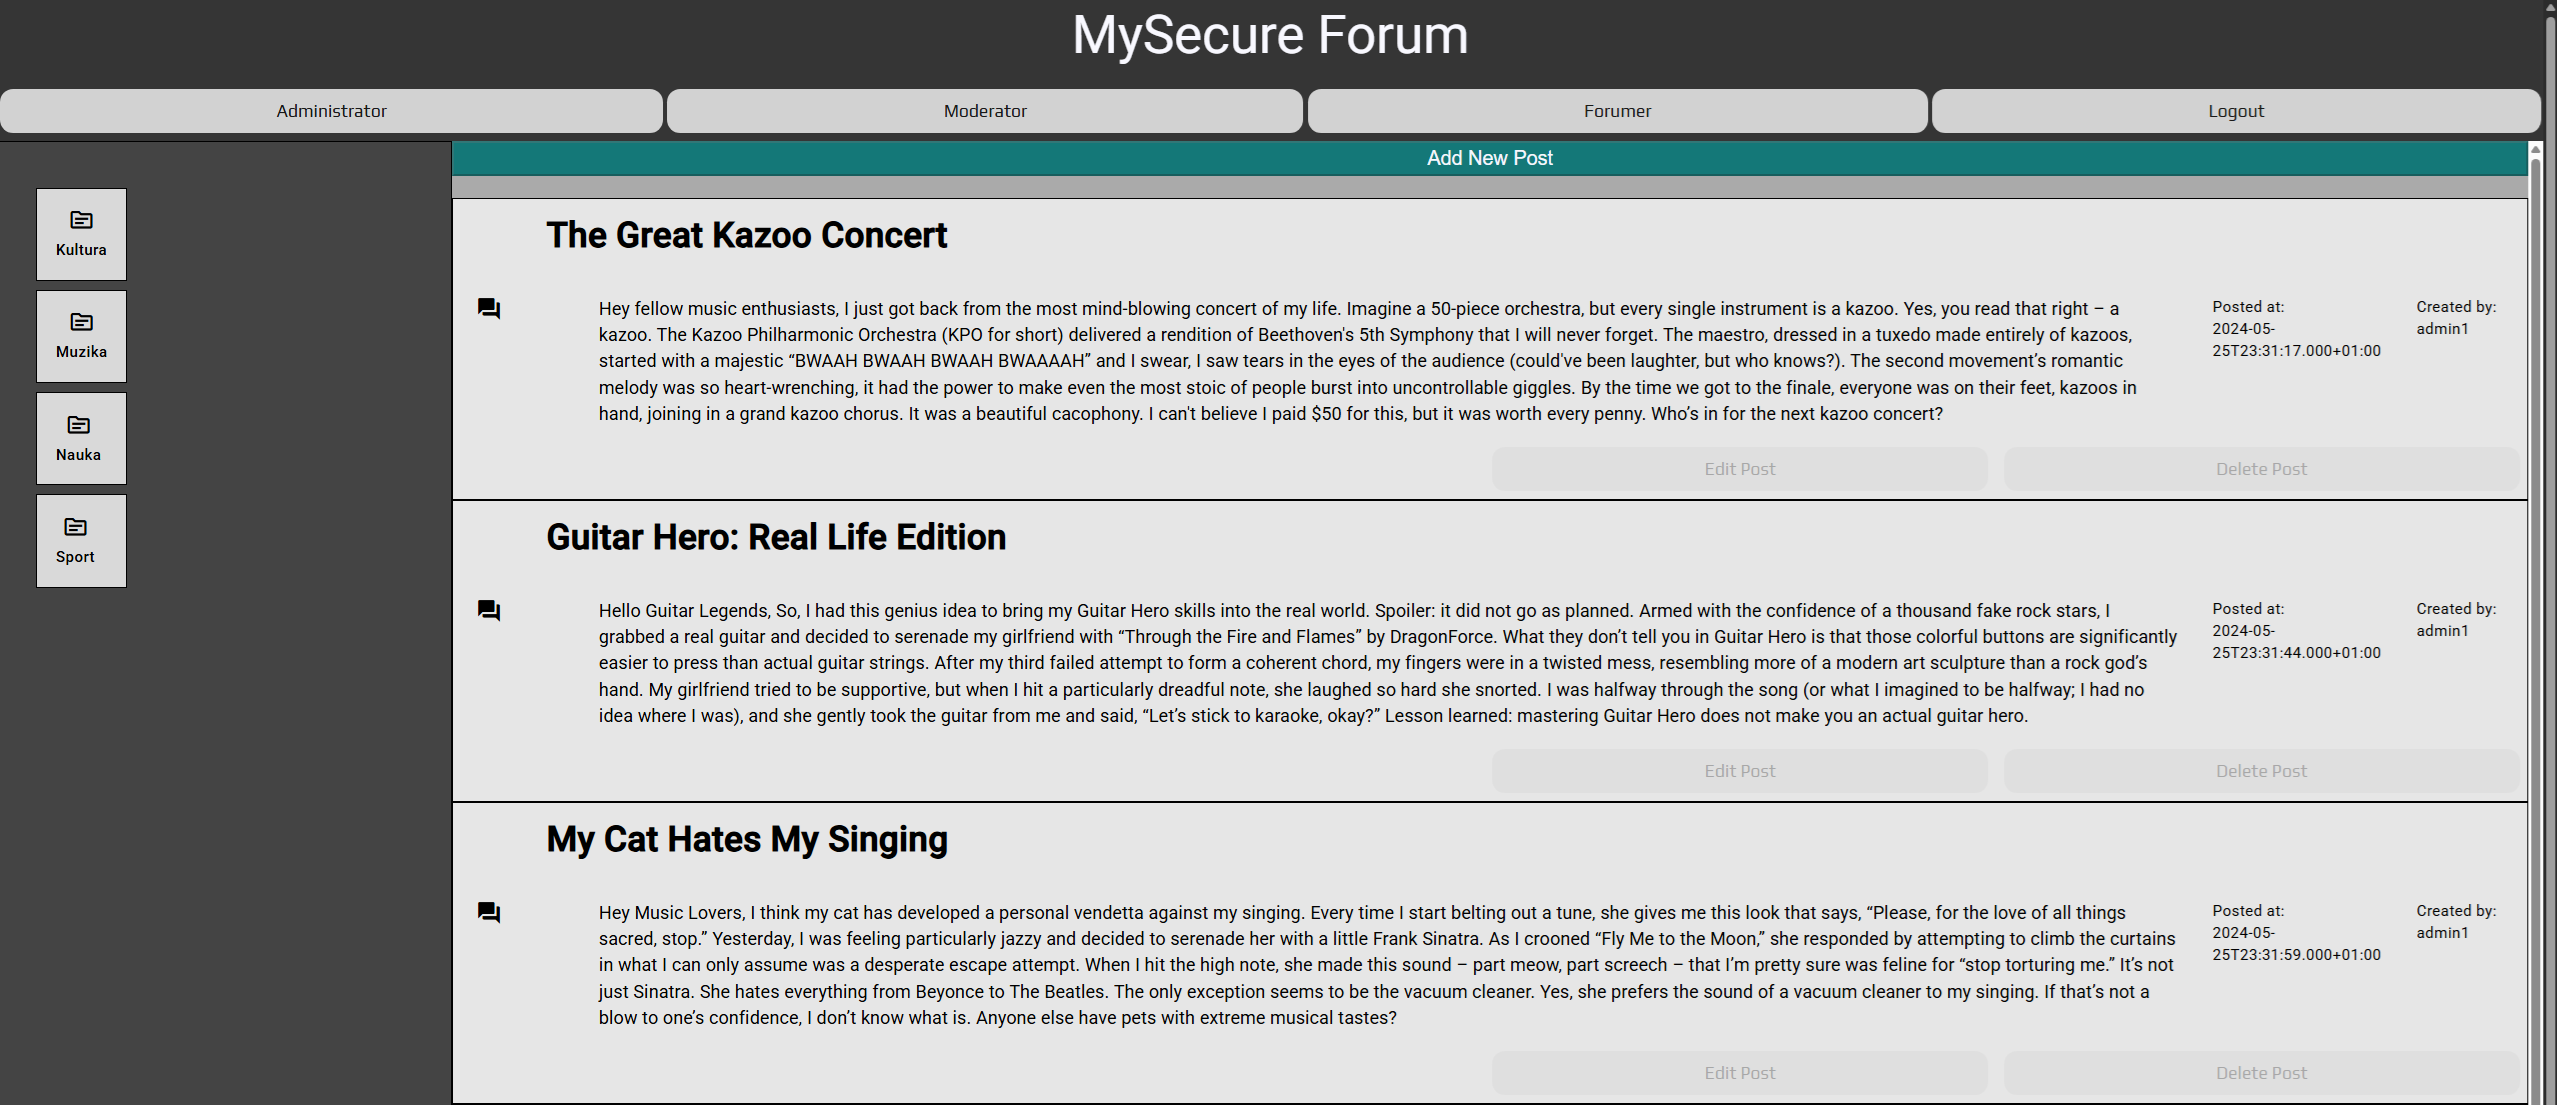 MySecure Forum
Administrator
Moderator
Forumer
Logout
Kultura
Muzika
Nauka
Sport
Add New Post
The Great Kazoo Concert
Hey fellow music enthusiasts, I just got back from the most mind-blowing concert of my life. Imagine a 50-piece orchestra, but every single instrument is a kazoo. Yes, you read that right – a
kazoo. The Kazoo Philharmonic Orchestra (KPO for short) delivered a rendition of Beethoven's 5th Symphony that I will never forget. The maestro, dressed in a tuxedo made entirely of kazoos,
started with a majestic “BWAAH BWAAH BWAAH BWAAAAH” and I swear, I saw tears in the eyes of the audience (could've been laughter, but who knows?). The second movement’s romantic
melody was so heart-wrenching, it had the power to make even the most stoic of people burst into uncontrollable giggles. By the time we got to the finale, everyone was on their feet, kazoos in
hand, joining in a grand kazoo chorus. It was a beautiful cacophony. I can't believe I paid $50 for this, but it was worth every penny. Who’s in for the next kazoo concert?
Posted at:
2024-05-
25T23:31:17.000+01:00
Created by:
admin1
Edit Post
Delete Post
Guitar Hero: Real Life Edition
Hello Guitar Legends, So, I had this genius idea to bring my Guitar Hero skills into the real world. Spoiler: it did not go as planned. Armed with the confidence of a thousand fake rock stars, I
grabbed a real guitar and decided to serenade my girlfriend with “Through the Fire and Flames” by DragonForce. What they don’t tell you in Guitar Hero is that those colorful buttons are significantly
easier to press than actual guitar strings. After my third failed attempt to form a coherent chord, my fingers were in a twisted mess, resembling more of a modern art sculpture than a rock god’s
hand. My girlfriend tried to be supportive, but when I hit a particularly dreadful note, she laughed so hard she snorted. I was halfway through the song (or what I imagined to be halfway; I had no
idea where I was), and she gently took the guitar from me and said, “Let’s stick to karaoke, okay?” Lesson learned: mastering Guitar Hero does not make you an actual guitar hero.
Posted at:
2024-05-
25T23:31:44.000+01:00
Created by:
admin1
Edit Post
Delete Post
My Cat Hates My Singing
Hey Music Lovers, I think my cat has developed a personal vendetta against my singing. Every time I start belting out a tune, she gives me this look that says, “Please, for the love of all things
sacred, stop.” Yesterday, I was feeling particularly jazzy and decided to serenade her with a little Frank Sinatra. As I crooned “Fly Me to the Moon,” she responded by attempting to climb the curtains
in what I can only assume was a desperate escape attempt. When I hit the high note, she made this sound – part meow, part screech – that I’m pretty sure was feline for “stop torturing me.” It’s not
just Sinatra. She hates everything from Beyonce to The Beatles. The only exception seems to be the vacuum cleaner. Yes, she prefers the sound of a vacuum cleaner to my singing. If that’s not a
blow to one’s confidence, I don’t know what is. Anyone else have pets with extreme musical tastes?
Posted at:
2024-05-
25T23:31:59.000+01:00
Created by:
admin1
Edit Post
Delete Post